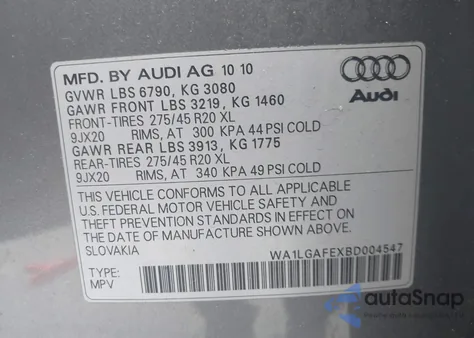 MFD. BY AUDI AG 10 10
GVWR LBS 6790, KG 3080
GAWR FRONT LBS 3219, KG 1460
FRONT-TIRES 275/45 R20 XL
9JX20 RIMS, AT 300 KPA 44 PSI COLD
GAWR REAR LBS 3913, KG 1775
REAR-TIRES 275/45 R20 XL
9JX20 RIMS, AT 340 KPA 49 PSI COLD
Audi
THIS VEHICLE CONFORMS TO ALL APPLICABLE
U.S. FEDERAL MOTOR VEHICLE SAFETY AND
THEFT PREVENTION STANDARDS IN EFFECT ON
THE DATE OF MANUFACTURE SHOWN ABOVE.
SLOVAKIA
WA1LGAFEXBD004547
TYPE:
MPV
autoSnap